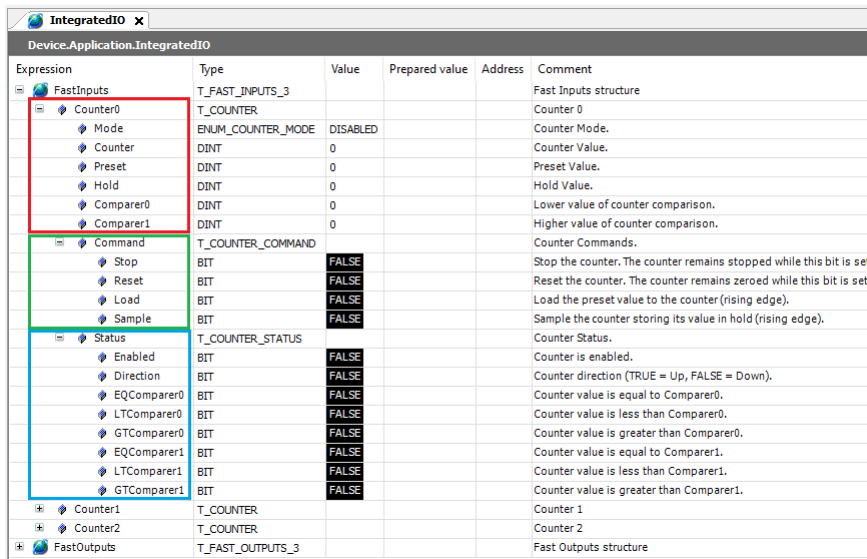 IntegratedIO
Device.Application.IntegratedIO
Expression Type Value Prepared value Address Comment
FastInputs T_FAST_INPUTS_3 Fast Inputs structure
Counter0 T_COUNTER Counter 0
Mode ENUM_COUNTER_MODE DISABLED Counter Mode.
Counter DINT 0 Counter Value.
Preset DINT 0 Preset Value.
Hold DINT 0 Hold Value.
Comparer0 DINT 0 Lower value of counter comparison.
Comparer1 DINT 0 Higher value of counter comparison.
Command T_COUNTER_COMMAND Counter Commands.
Stop BIT FALSE Stop the counter. The counter remains stopped while this bit is set
Reset BIT FALSE Reset the counter. The counter remains zeroed while this bit is set
Load BIT FALSE Load the preset value to the counter (rising edge).
Sample BIT FALSE Sample the counter storing its value in hold (rising edge).
Status T_COUNTER_STATUS Counter Status.
Enabled BIT FALSE Counter is enabled.
Direction BIT FALSE Counter direction (TRUE = Up, FALSE = Down).
EQComparer0 BIT FALSE Counter value is equal to Comparer0.
LTComparer0 BIT FALSE Counter value is less than Comparer0.
GTComparer0 BIT FALSE Counter value is greater than Comparer0.
EQComparer1 BIT FALSE Counter value is equal to Comparer1.
LTComparer1 BIT FALSE Counter value is less than Comparer1.
GTComparer1 BIT FALSE Counter value is greater than Comparer1.
Counter1 T_COUNTER Counter 1
Counter2 T_COUNTER Counter 2
FastOutputs T_FAST_OUTPUTS_3 Fast Outputs structure